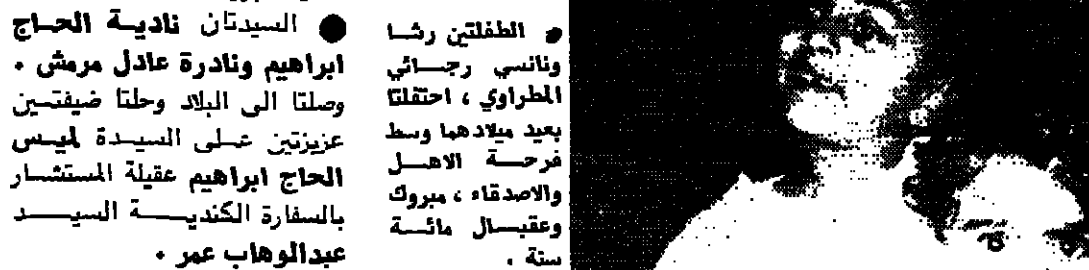 ● الطفلتين رشا
ونانسي رجائي
المطراوي ، احتفلتا
بعيد ميلادهما وسط
فرحة الاهل
والاصدقاء ، مبروك
وعقبال مائة
سنة .
● السيدتان نادية الحاج
ابراهيم ونادرة عادل مرمش .
وصلتا الى البلاد وحلتا ضيفتين
عزيزتين على السيدة لميس
الحاج ابراهيم عقيلة المستشار
بالسفارة الكندية السيد
عبدالوهاب عمر .